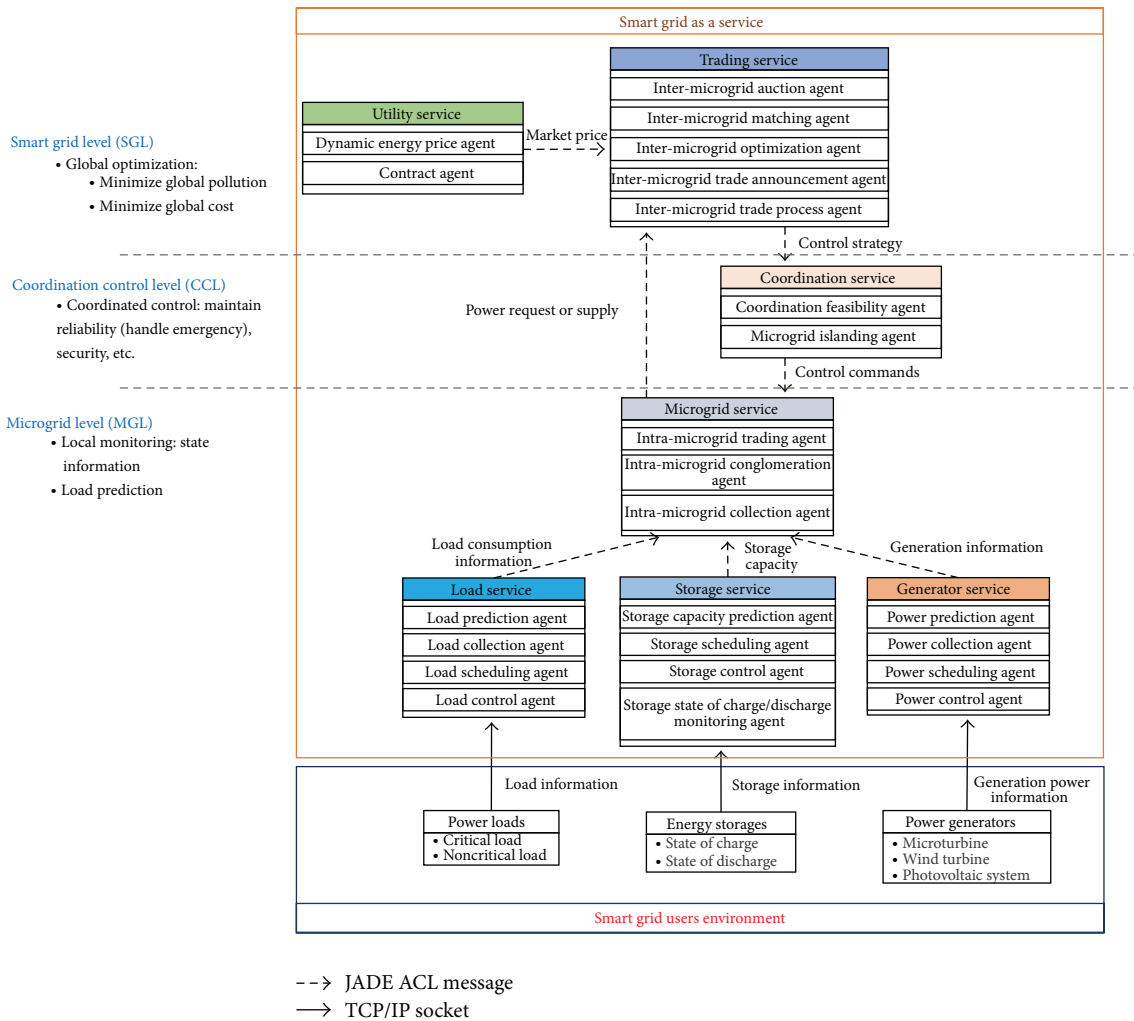 Smart grid as a service
Trading service
Inter-microgrid auction agent
Inter-microgrid matching agent
Inter-microgrid optimization agent
Inter-microgrid trade announcement agent
Inter-microgrid trade process agent
Utility service
Dynamic energy price agent
Contract agent
Market price
Smart grid level (SGL)
• Global optimization:
• Minimize global pollution
• Minimize global cost
Control strategy
Coordination control level (CCL)
• Coordinated control: maintain
reliability (handle emergency),
security, etc.
Power request or supply
Coordination service
Coordination feasibility agent
Microgrid islanding agent
Control commands
Microgrid level (MGL)
• Local monitoring: state
information
• Load prediction
Microgrid service
Intra-microgrid trading agent
Intra-microgrid conglomeration
agent
Intra-microgrid collection agent
Load consumption
information
Storage
capacity
Generation information
Load service
Load prediction agent
Load collection agent
Load scheduling agent
Load control agent
Storage service
Storage capacity prediction agent
Storage scheduling agent
Storage control agent
Storage state of charge/discharge
monitoring agent
Generator service
Power prediction agent
Power collection agent
Power scheduling agent
Power control agent
Load information
Storage information
Generation power
information
Power loads
• Critical load
• Noncritical load
Energy storages
• State of charge
• State of discharge
Power generators
• Microturbine
• Wind turbine
• Photovoltaic system
Smart grid users environment
JADE ACL message
TCP/IP socket